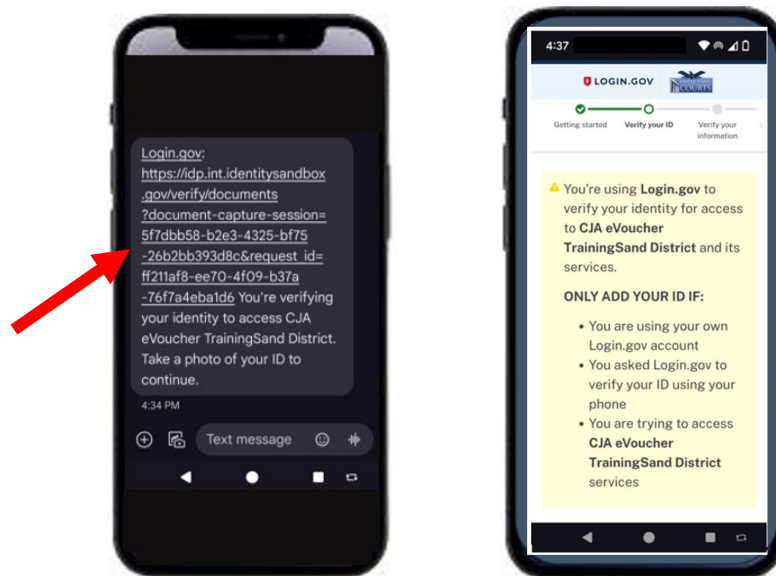 Login.gov:
https://idp.int.identitysandbox
.gov/verify/documents
?document-capture-session=
5f7dbb58-b2e3-4325-bf75
-26b2bb393d8c&request_id=
ff211af8-ee70-4f09-b37a
-76f7a4eba1d6 You're verifying
your identity to access CJA
eVoucher TrainingSand District.
Take a photo of your ID to
continue.
4:34 PM
Text message
4:37
LOGIN.GOV
COURTS
Getting started Verify your ID Verify your
information
You're using Login.gov to
verify your identity for access
to CJA eVoucher
TrainingSand District and its
services.
ONLY ADD YOUR ID IF:
• You are using your own
Login.gov account
• You asked Login.gov to
verify your ID using your
phone
• You are trying to access
CJA eVoucher
TrainingSand District
services